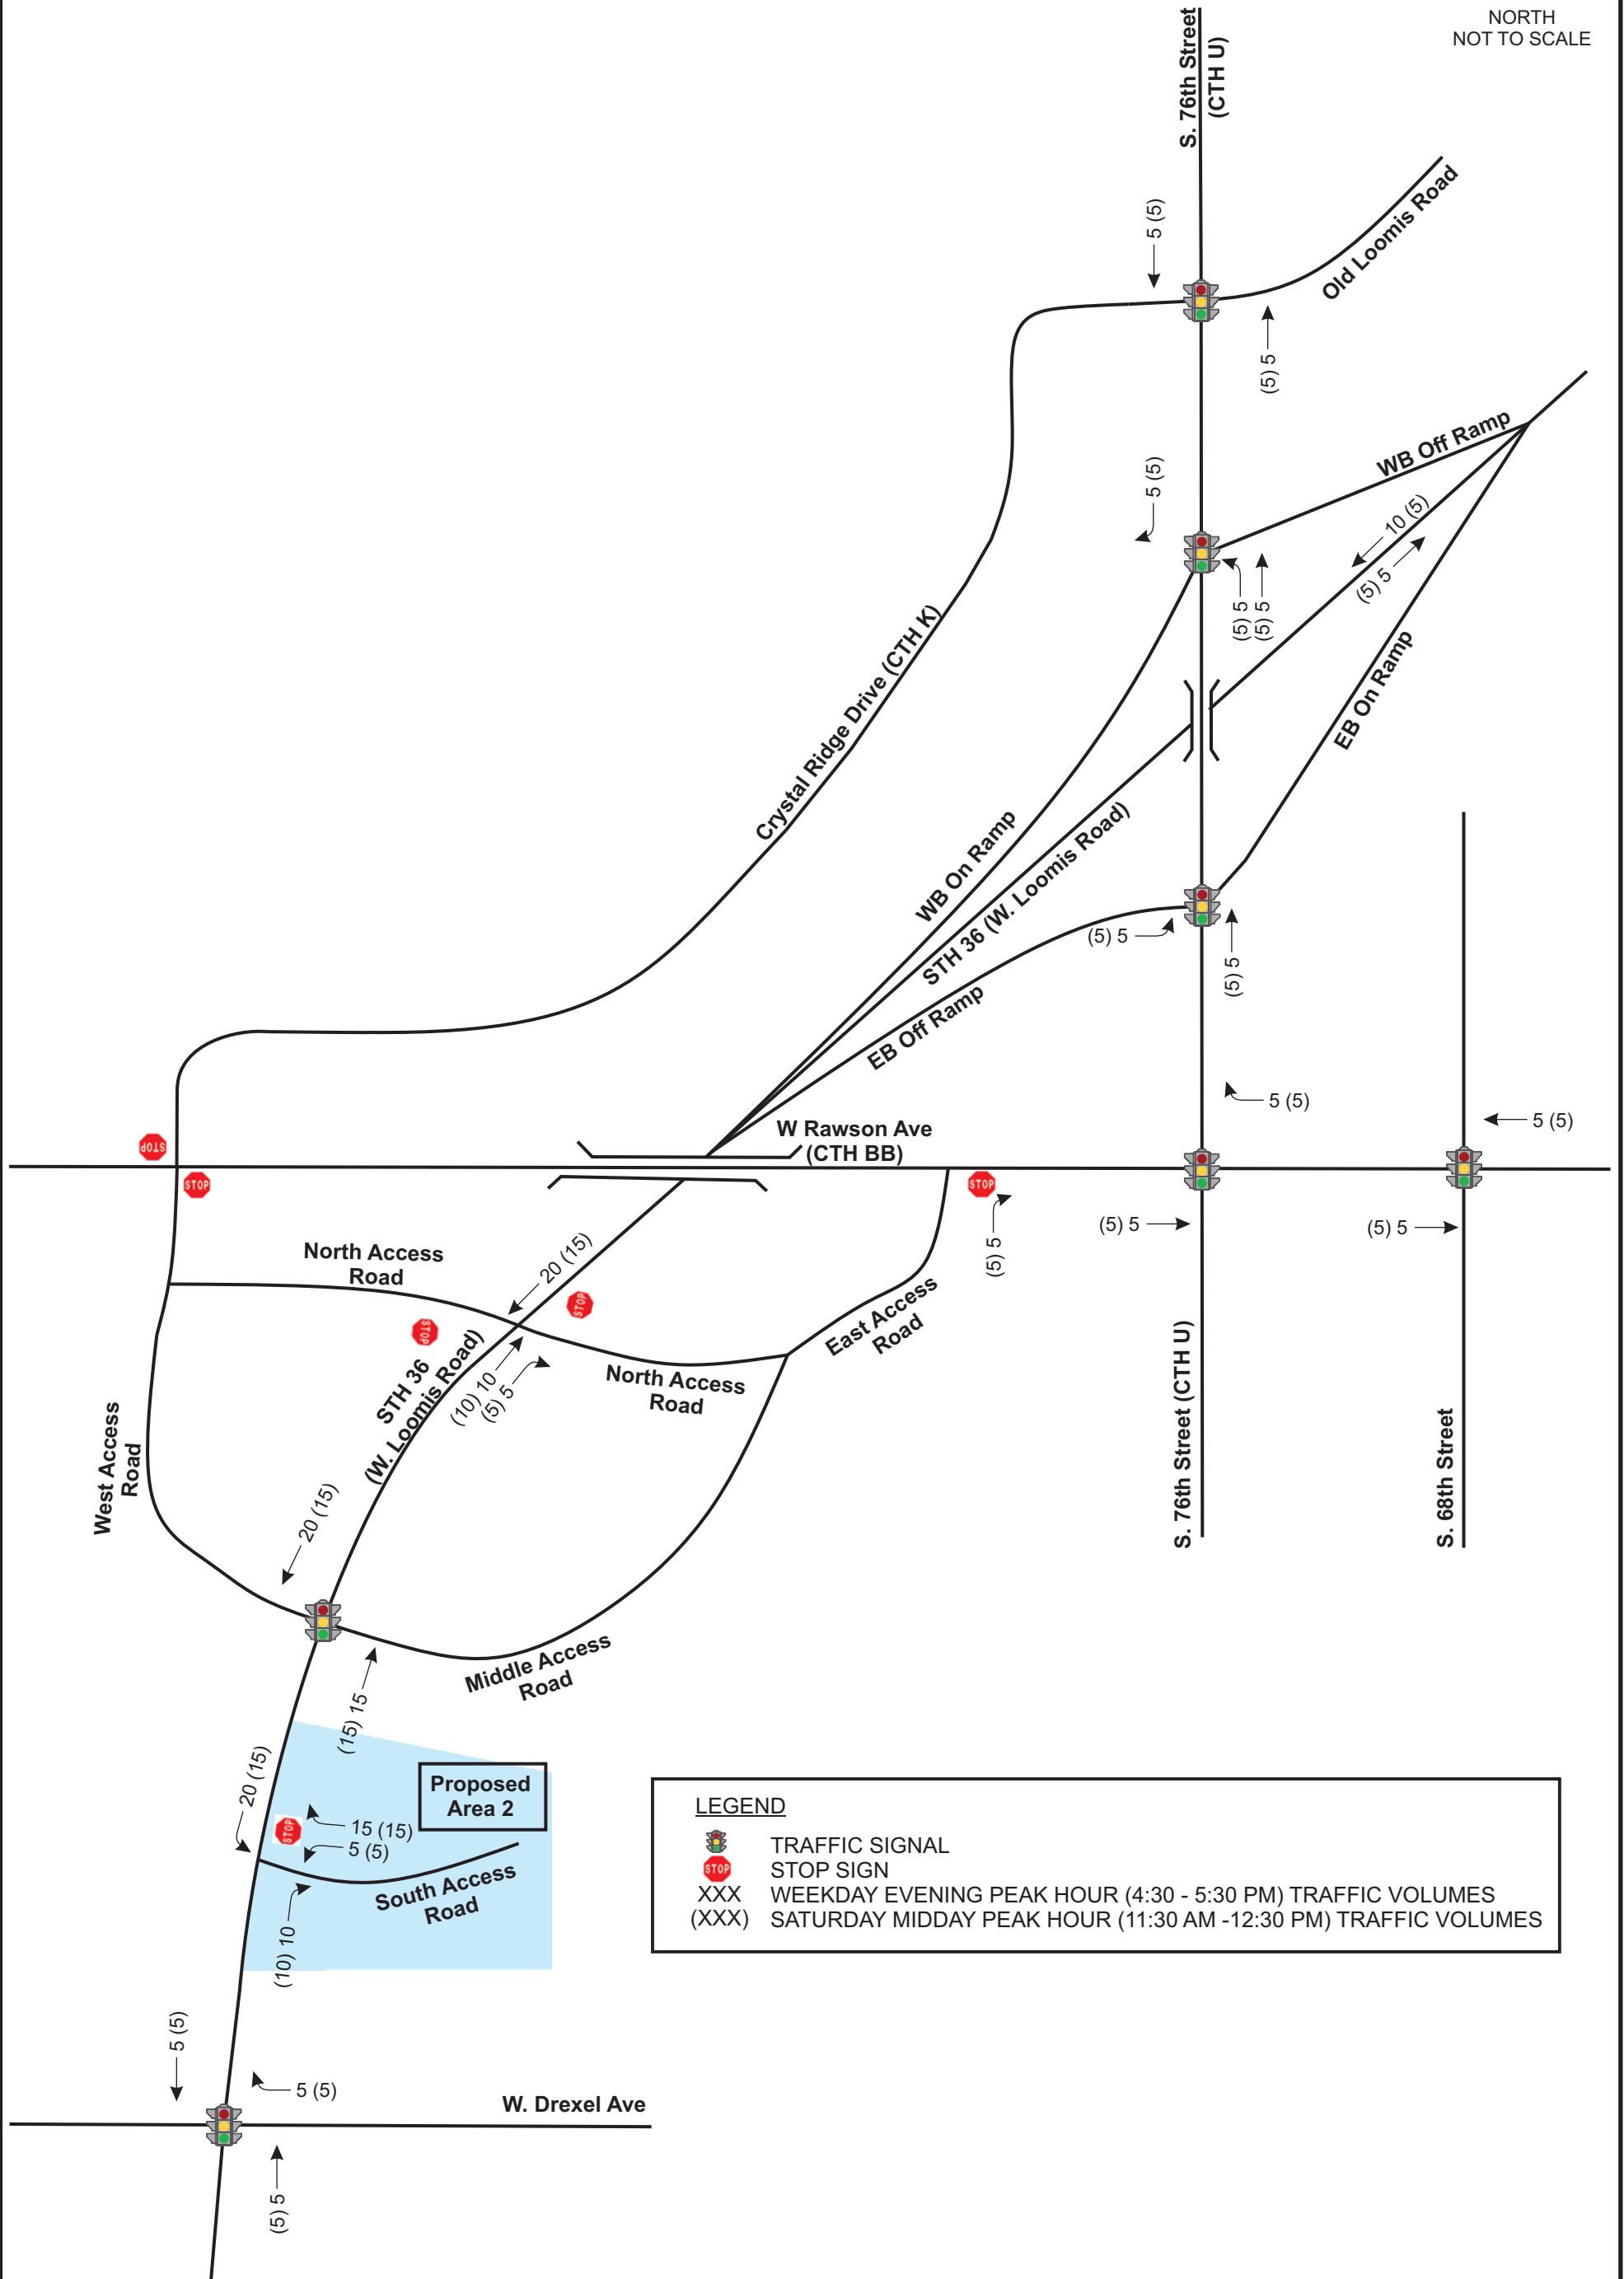 NORTH
NOT TO SCALE
S. 76th Street
(CTH U)
Old Loomis Road
5 (5)
(5) 5
WB Off Ramp
5 (5)
10 (5)
(5) 5
(5) 5
(5) 5
EB On Ramp
Crystal Ridge Drive (CTH K)
WB On Ramp
STH 36 (W. Loomis Road)
EB Off Ramp
(5) 5
(5) 5
5 (5)
5 (5)
W Rawson Ave
(CTH BB)
STOP
STOP
STOP
(5) 5
(5) 5
(5) 5
North Access
Road
20 (15)
STOP
STOP
STH 36
(W. Loomis Road)
(10) 10
(5) 5
North Access
Road
East Access
Road
S. 76th Street (CTH U)
S. 68th Street
West Access
Road
20 (15)
Middle Access
Road
(15) 15
20 (15)
Proposed
Area 2
STOP
15 (15)
5 (5)
South Access
Road
(10) 10
LEGEND
TRAFFIC SIGNAL
STOP
STOP SIGN
XXX
WEEKDAY EVENING PEAK HOUR (4:30 - 5:30 PM) TRAFFIC VOLUMES
(XXX)
SATURDAY MIDDAY PEAK HOUR (11:30 AM -12:30 PM) TRAFFIC VOLUMES
5 (5)
5 (5)
W. Drexel Ave
(5) 5